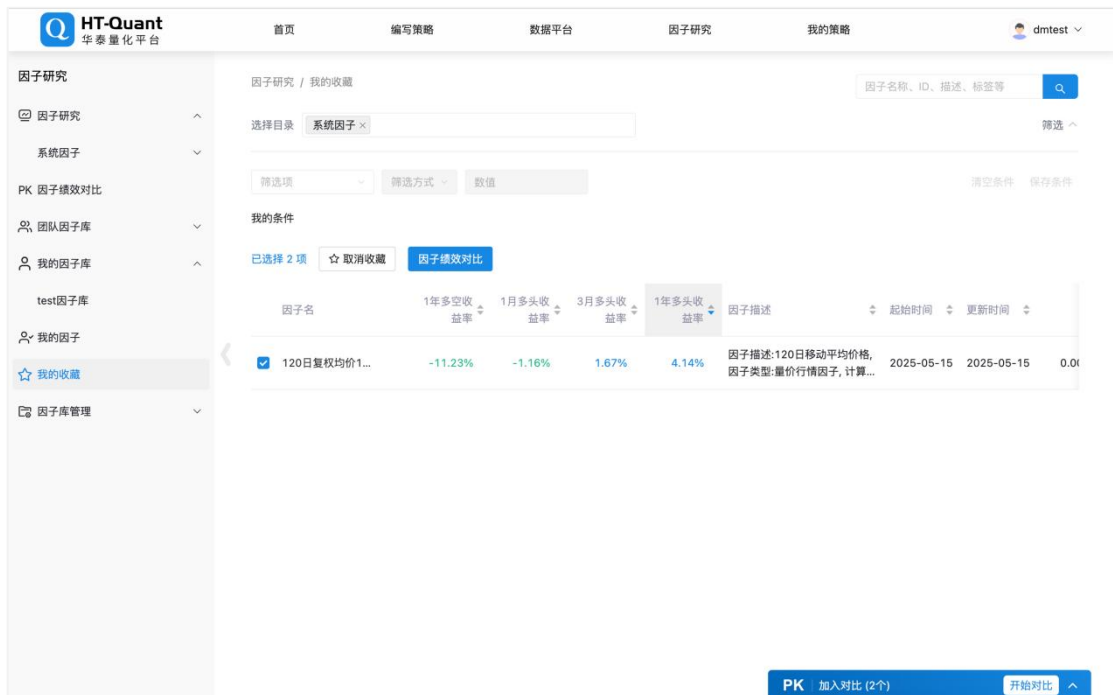 HT-Quant
华泰量化平台
首页 编写策略 数据平台 因子研究 我的策略 dmtest
因子研究
因子研究
系统因子
PK 因子绩效对比
团队因子库
我的因子库
test因子库
我的因子
我的收藏
因子库管理
因子研究 / 我的收藏
因子名称、ID、描述、标签等
选择目录 系统因子 ×
筛选
筛选项 筛选方式 数值 清空条件 保存条件
我的条件
已选择 2 项 取消收藏 因子绩效对比
因子名 1年多空收益率 1月多头收益率 3月多头收益率 1年多头收益率 因子描述 起始时间 更新时间
120日复权均价1... -11.23% -1.16% 1.67% 4.14% 因子描述:120日移动平均价格, 2025-05-15 2025-05-15 0.00
因子类型:量价行情因子, 计算...
PK 加入对比 (2个) 开始对比